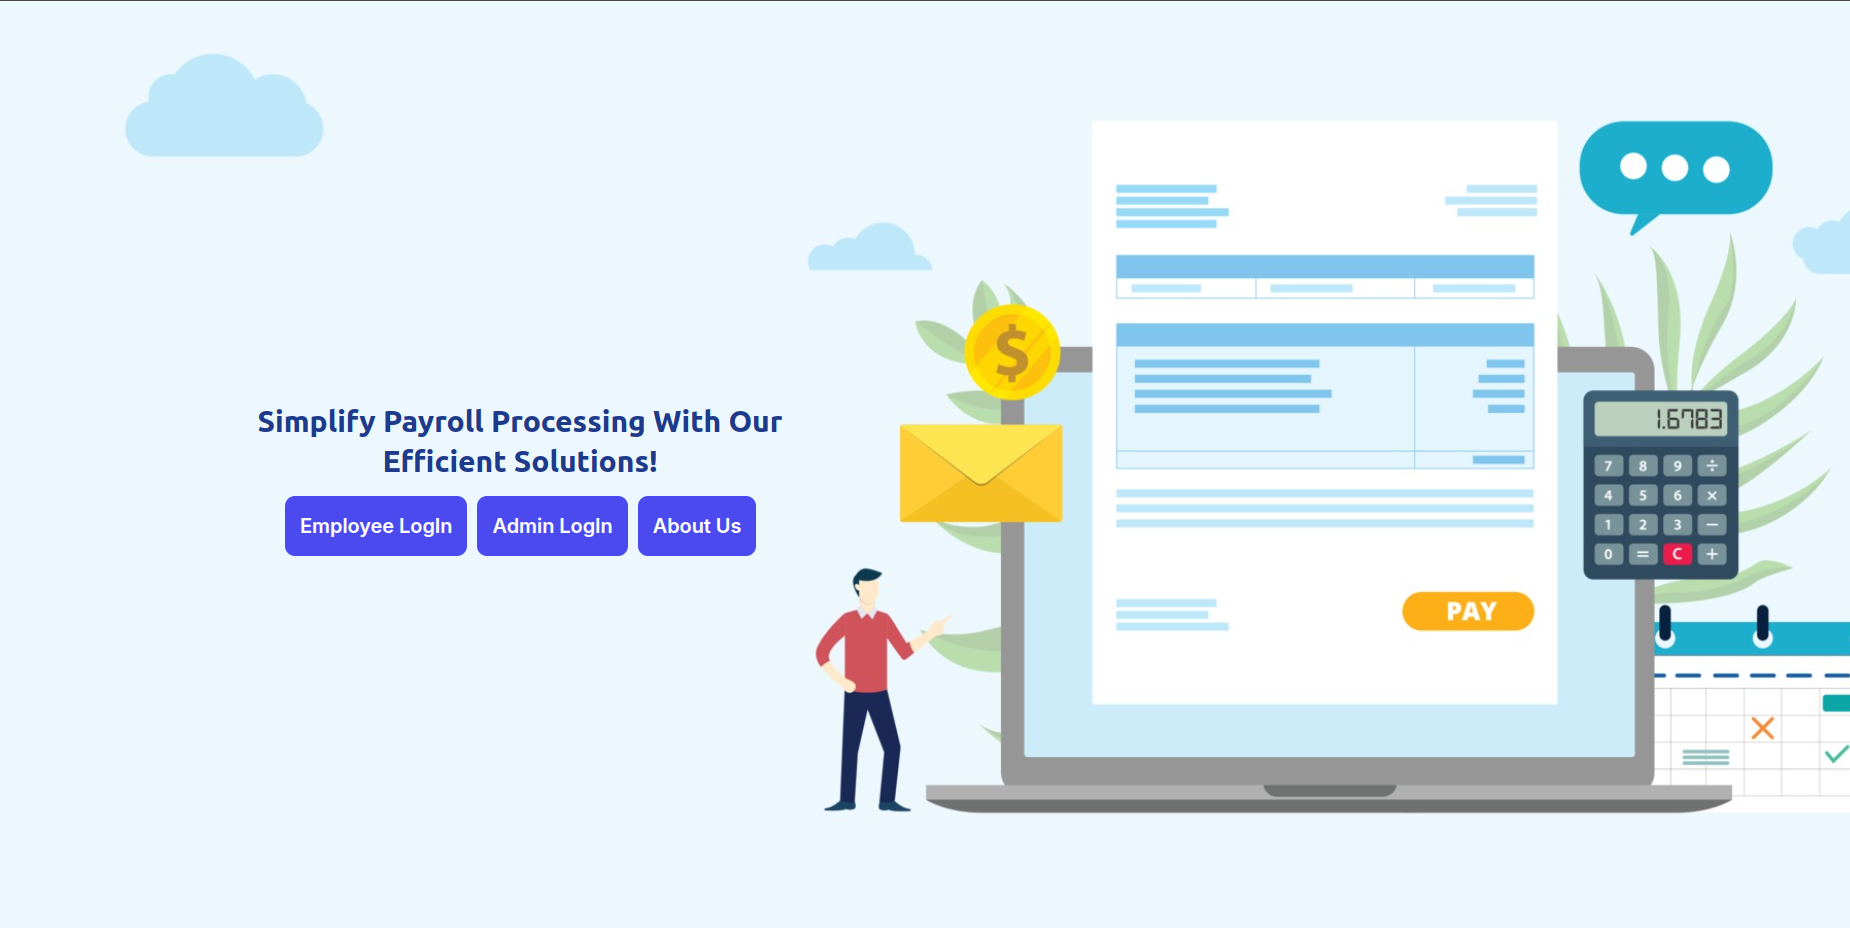 Simplify Payroll Processing With Our
Efficient Solutions!
Employee LogIn
Admin LogIn
About Us
$
1.6783
7 8 9 ÷
4 5 6 ×
1 2 3 −
0 = C +
PAY